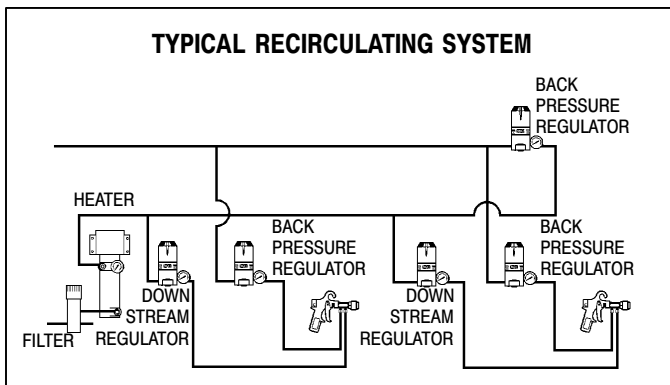 TYPICAL RECIRCULATING SYSTEM
BACK
PRESSURE
REGULATOR
HEATER
BACK
PRESSURE
REGULATOR
BACK
PRESSURE
REGULATOR
DOWN
STREAM
REGULATOR
DOWN
STREAM
REGULATOR
FILTER